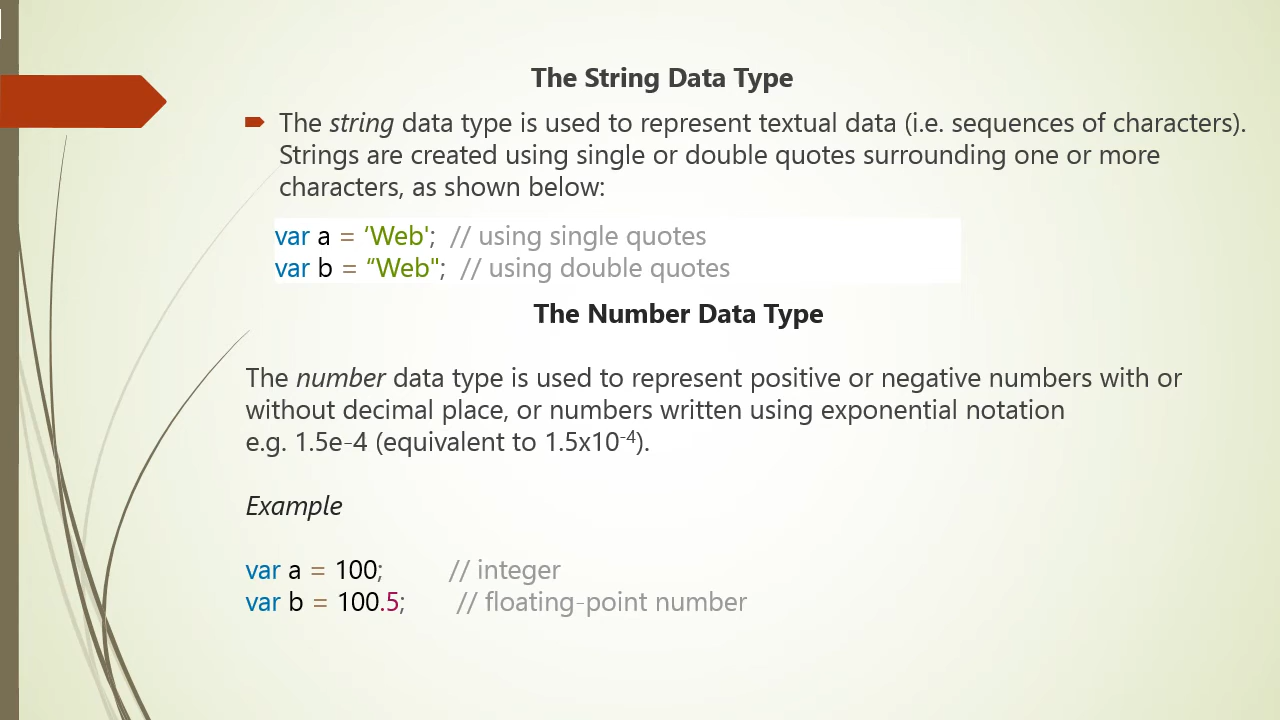 The String Data Type
The string data type is used to represent textual data (i.e. sequences of characters).
Strings are created using single or double quotes surrounding one or more
characters, as shown below:
var a = ‘Web'; // using single quotes
var b = “Web"; // using double quotes
The Number Data Type
The number data type is used to represent positive or negative numbers with or
without decimal place, or numbers written using exponential notation
e.g. 1.5e-4 (equivalent to 1.5x10⁻⁴).
Example
var a = 100; // integer
var b = 100.5; // floating-point number